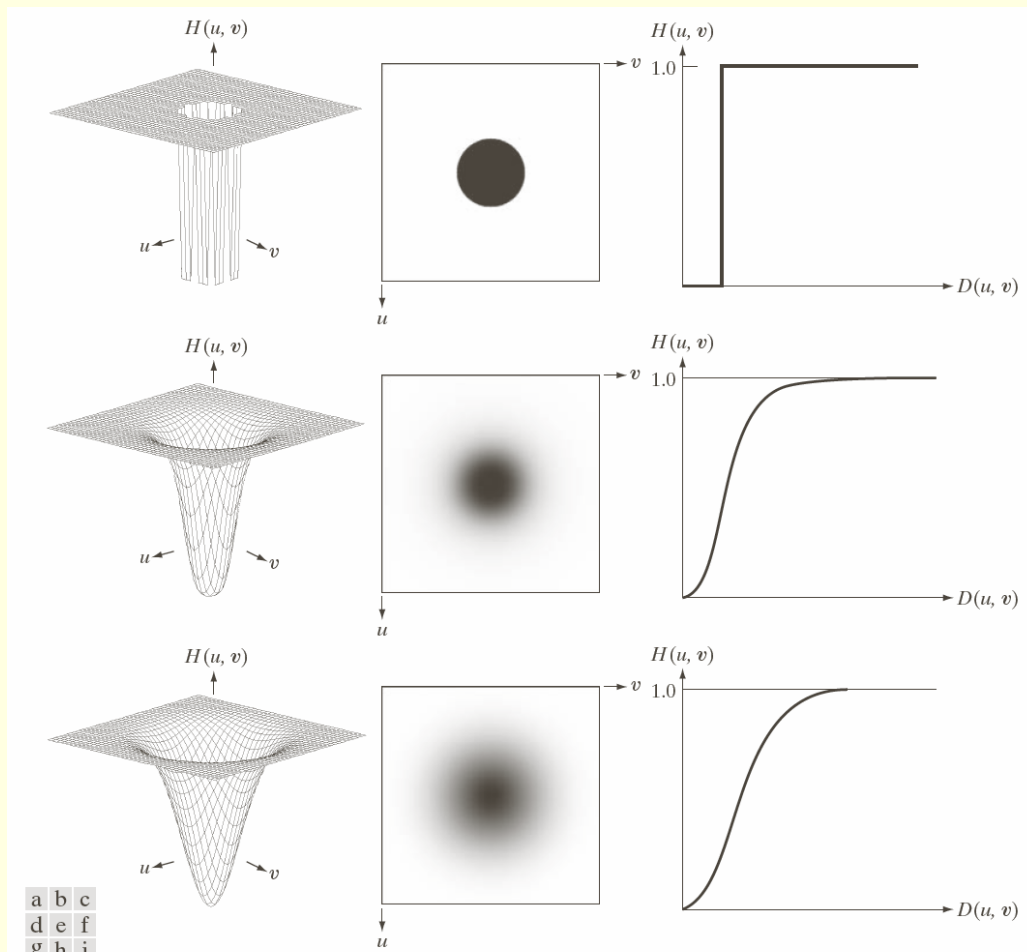 H(u, v)
u
v
v
u
H(u, v)
1.0
D(u, v)
H(u, v)
u
v
v
u
H(u, v)
1.0
D(u, v)
H(u, v)
u
v
v
u
H(u, v)
1.0
D(u, v)
a b c
d e f
g h i